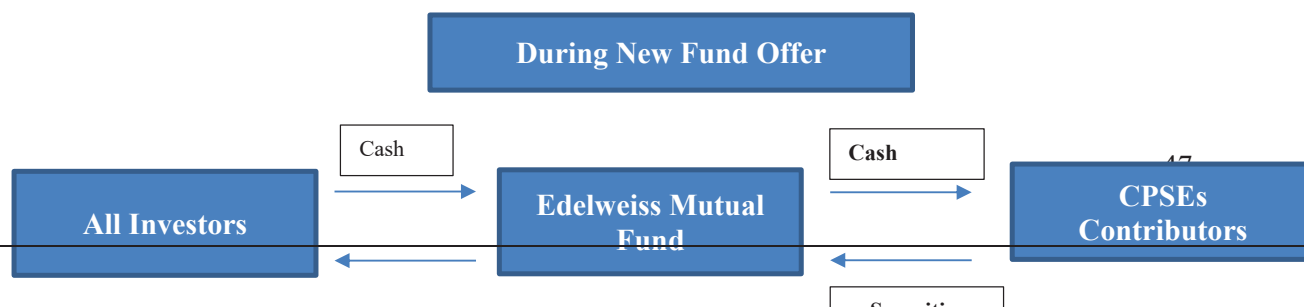 During New Fund Offer
Cash
Cash
All Investors
Edelweiss Mutual
Fund
CPSEs
Contributors